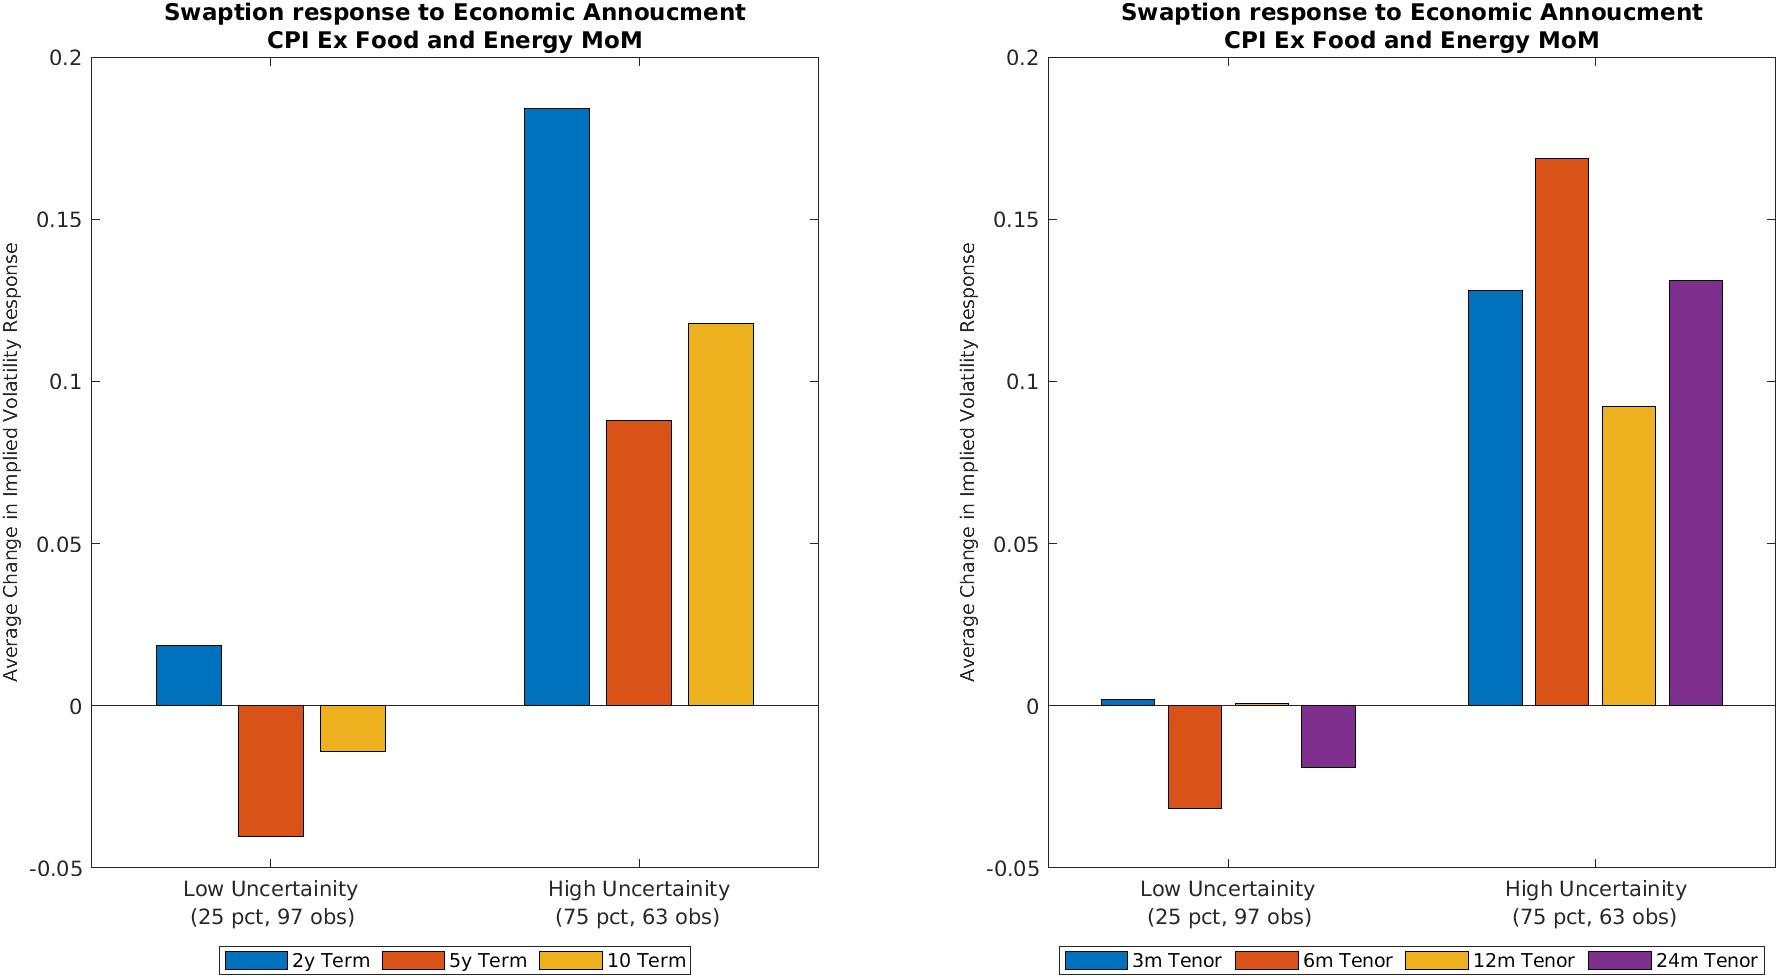 Swaption response to Economic Annoucment
CPI Ex Food and Energy MoM
Average Change in Implied Volatility Response
0.2
0.15
0.1
0.05
0
-0.05
Low Uncertainity
(25 pct, 97 obs)
High Uncertainity
(75 pct, 63 obs)
2y Term
5y Term
10 Term
Swaption response to Economic Annoucment
CPI Ex Food and Energy MoM
Average Change in Implied Volatility Response
0.2
0.15
0.1
0.05
0
-0.05
Low Uncertainity
(25 pct, 97 obs)
High Uncertainity
(75 pct, 63 obs)
3m Tenor
6m Tenor
12m Tenor
24m Tenor